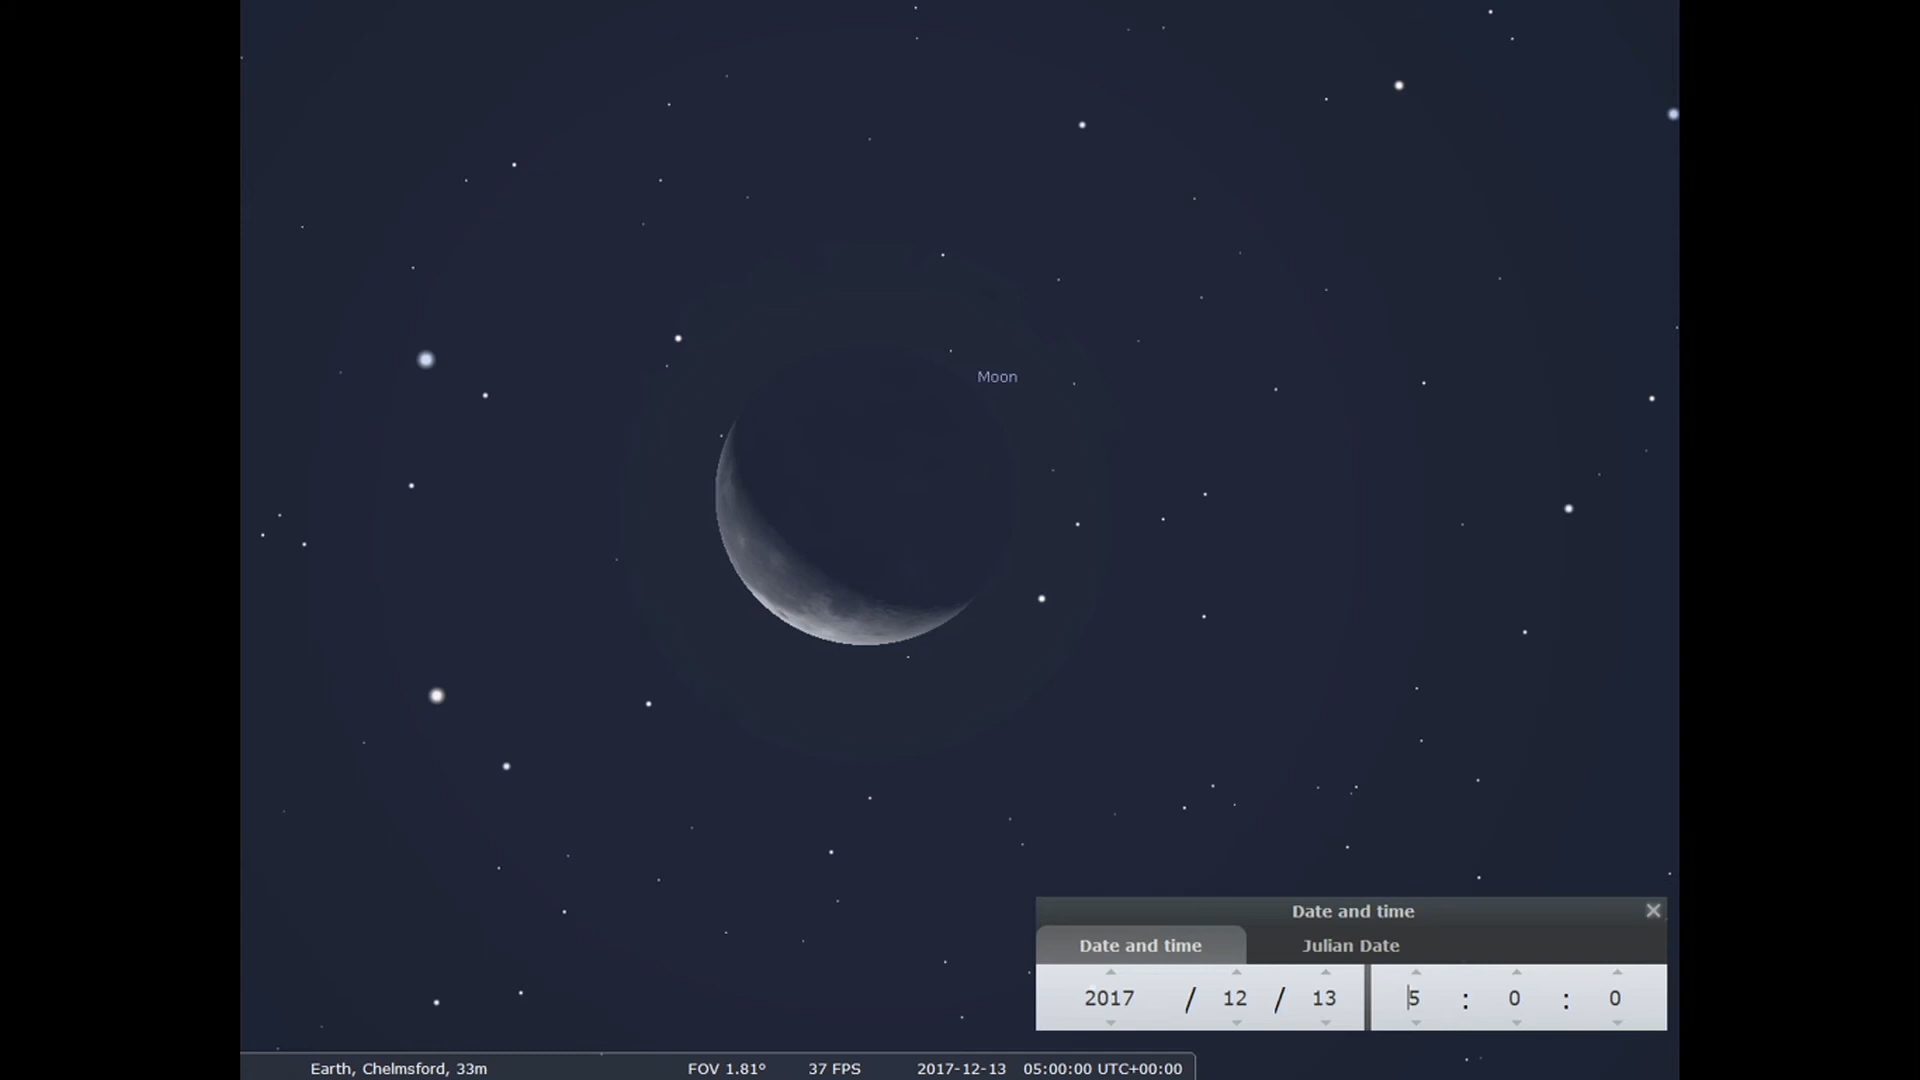 Moon
Date and time
Date and time Julian Date
2017 / 12 / 13 5 : 0 : 0
Earth, Chelmsford, 33m FOV 1.81° 37 FPS 2017-12-13 05:00:00 UTC+00:00